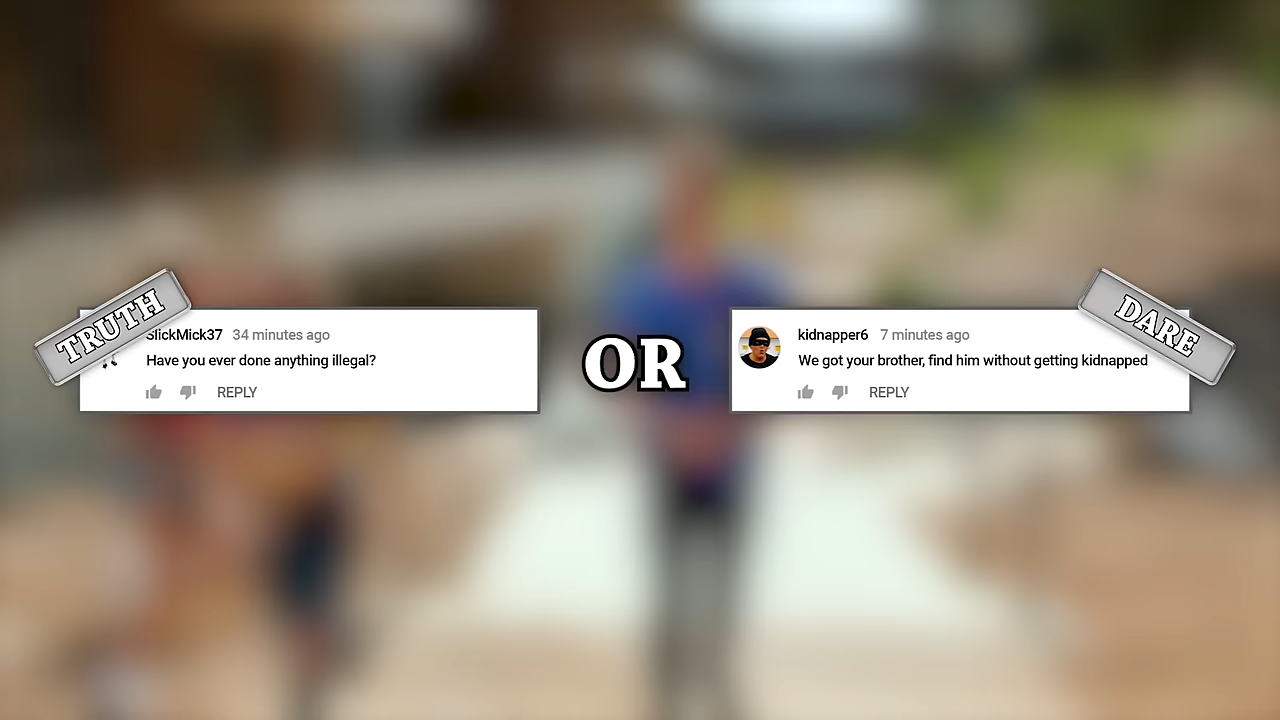 TRUTH
SlickMick37 34 minutes ago
Have you ever done anything illegal?
REPLY
OR
DARE
kidnapper6 7 minutes ago
We got your brother, find him without getting kidnapped
REPLY